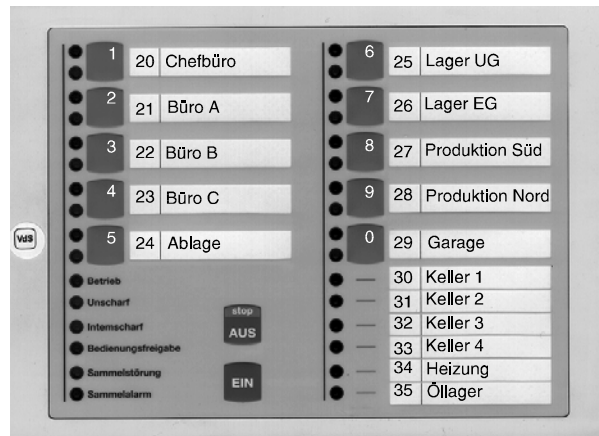 1 20 Chefbüro
2 21 Büro A
3 22 Büro B
4 23 Büro C
5 24 Ablage
Betrieb
Unscharf
Internscharf
Bedienungsfreigabe
Sammelstörung
Sammelalarm
stop
AUS
EIN
6 25 Lager UG
7 26 Lager EG
8 27 Produktion Süd
9 28 Produktion Nord
0 29 Garage
30 Keller 1
31 Keller 2
32 Keller 3
33 Keller 4
34 Heizung
35 Öllager
VdS